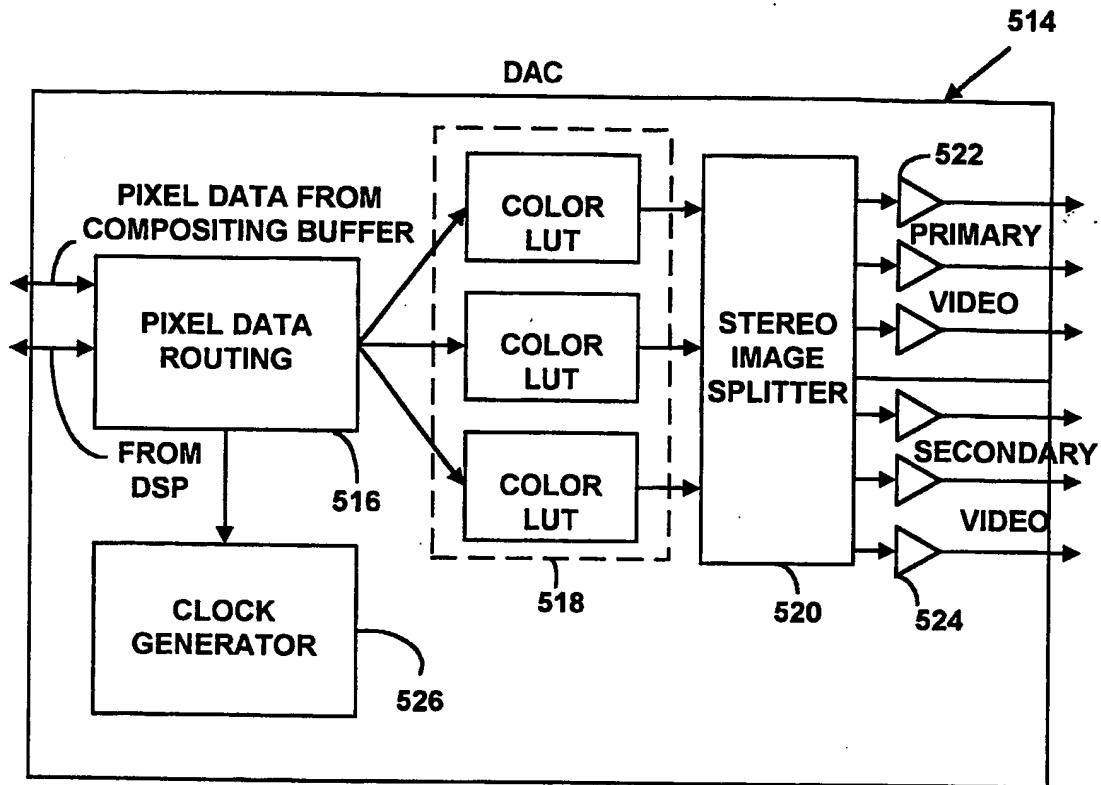 514
DAC
522
PIXEL DATA FROM
COMPOSITING BUFFER
COLOR
LUT
PRIMARY
PIXEL DATA
ROUTING
COLOR
LUT
STEREO
IMAGE
SPLITTER
VIDEO
FROM
DSP
516
COLOR
LUT
SECONDARY
VIDEO
518
520
524
CLOCK
GENERATOR
526